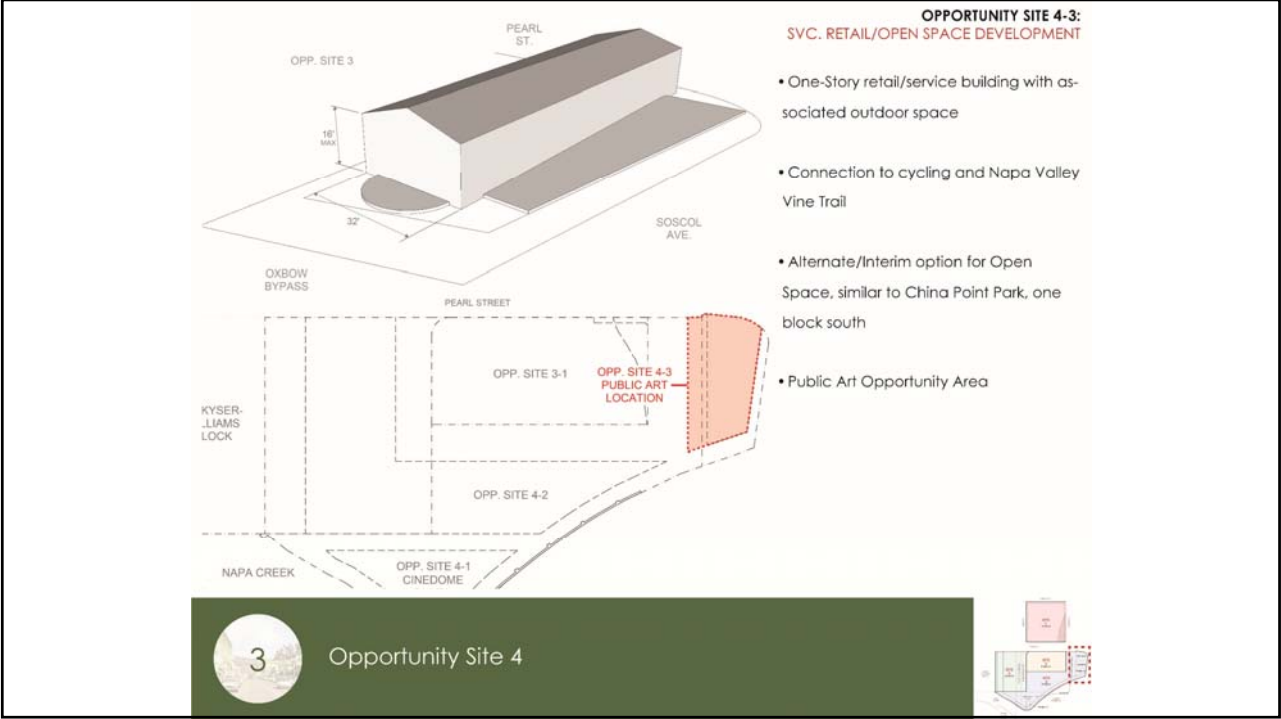 OPPORTUNITY SITE 4-3:
SVC. RETAIL/OPEN SPACE DEVELOPMENT
• One-Story retail/service building with as-
sociated outdoor space
• Connection to cycling and Napa Valley
Vine Trail
• Alternate/Interim option for Open
Space, similar to China Point Park, one
block south
• Public Art Opportunity Area
PEARL
ST.
OPP. SITE 3
16'
MAX
32'
SOSCOL
AVE.
OXBOW
BYPASS
PEARL STREET
OPP. SITE 3-1
OPP. SITE 4-3
PUBLIC ART
LOCATION
KYSER-
LIAMS
LOCK
OPP. SITE 4-2
NAPA CREEK
OPP. SITE 4-1
CINEDOME
3
Opportunity Site 4